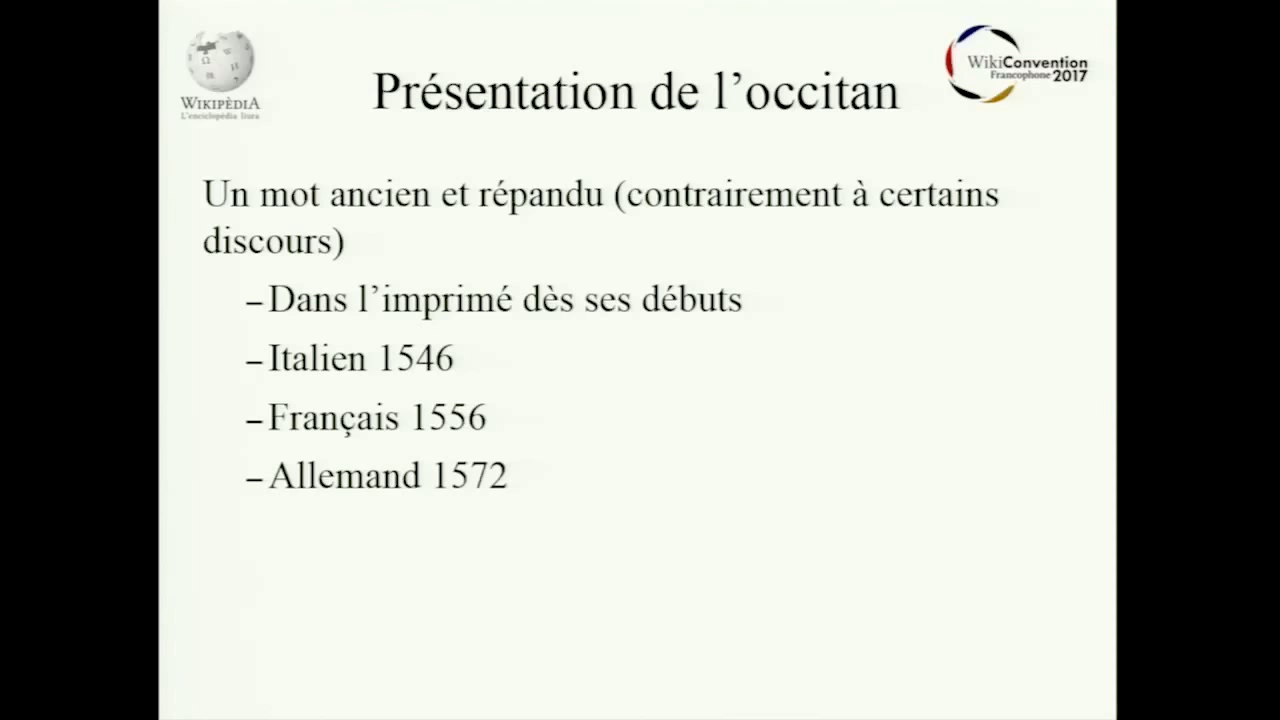 WIKIPÈDIA
L'enciclopèdia liura
WikiConvention
Francophone 2017
Présentation de l’occitan
Un mot ancien et répandu (contrairement à certains
discours)
–Dans l’imprimé dès ses débuts
–Italien 1546
–Français 1556
–Allemand 1572